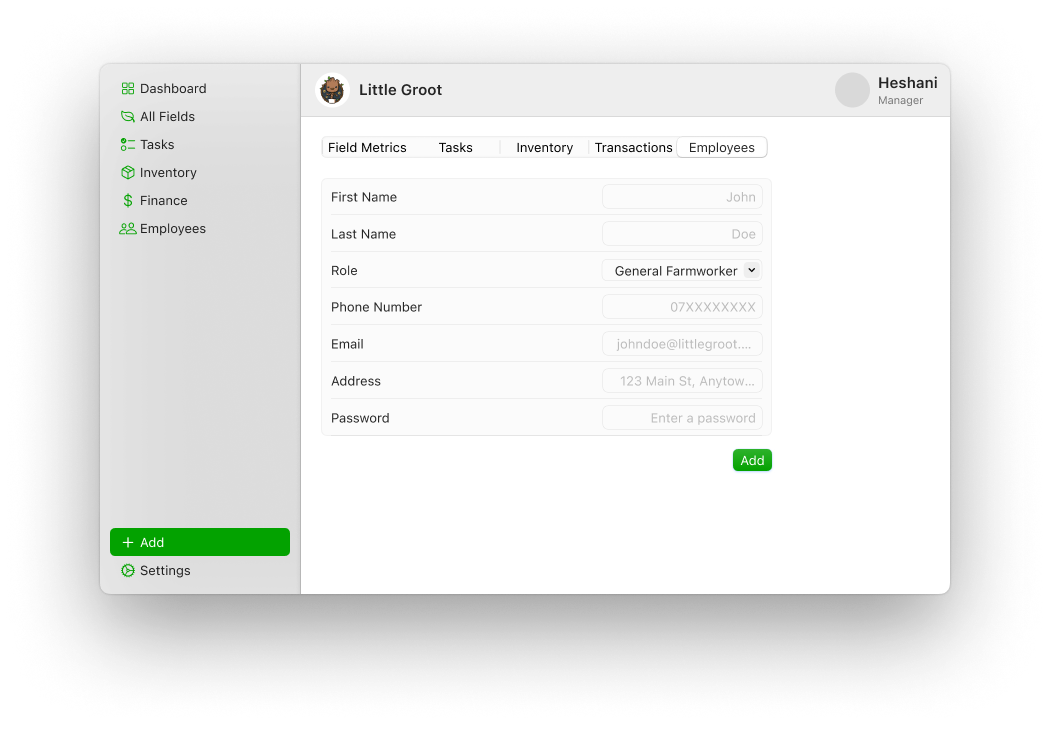 Dashboard
All Fields
Tasks
Inventory
Finance
Employees
Add
Settings
Little Groot
Heshani
Manager
Field Metrics Tasks Inventory Transactions Employees
First Name John
Last Name Doe
Role General Farmworker
Phone Number 07XXXXXXXX
Email johndoe@littlegroot....
Address 123 Main St, Anytow...
Password Enter a password
Add